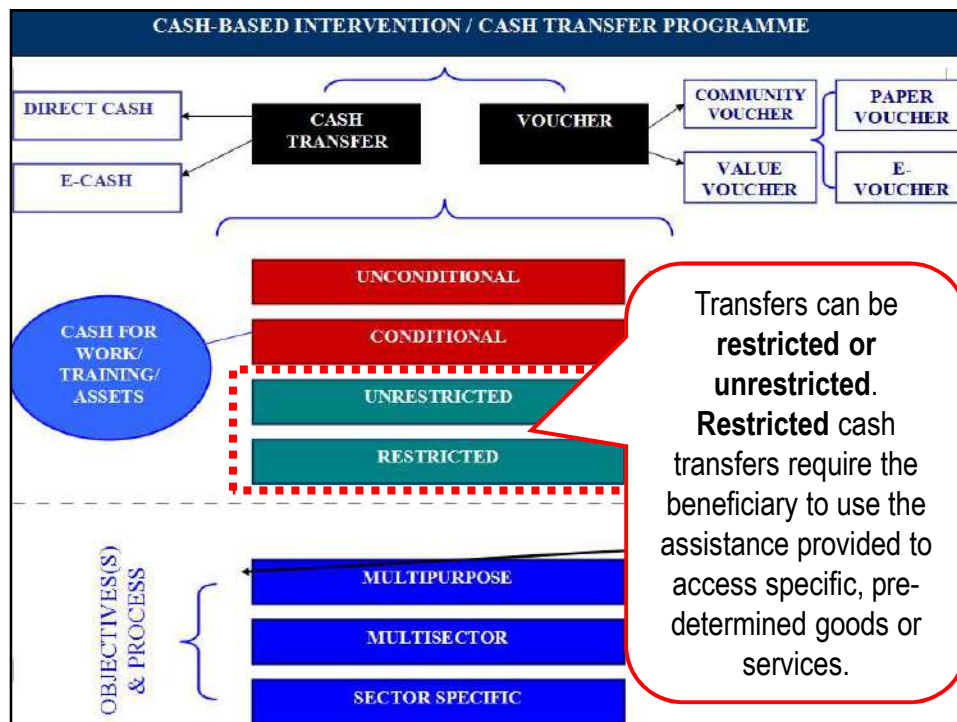 CASH-BASED INTERVENTION / CASH TRANSFER PROGRAMME
DIRECT CASH
E-CASH
CASH
TRANSFER
VOUCHER
COMMUNITY
VOUCHER
VALUE
VOUCHER
PAPER
VOUCHER
E-
VOUCHER
UNCONDITIONAL
CONDITIONAL
UNRESTRICTED
RESTRICTED
CASH FOR
WORK/
TRAINING/
ASSETS
Transfers can be
restricted or
unrestricted.
Restricted cash
transfers require the
beneficiary to use the
assistance provided to
access specific, pre-
determined goods or
services.
OBJECTIVES(S)
& PROCESS
MULTIPURPOSE
MULTISECTOR
SECTOR SPECIFIC